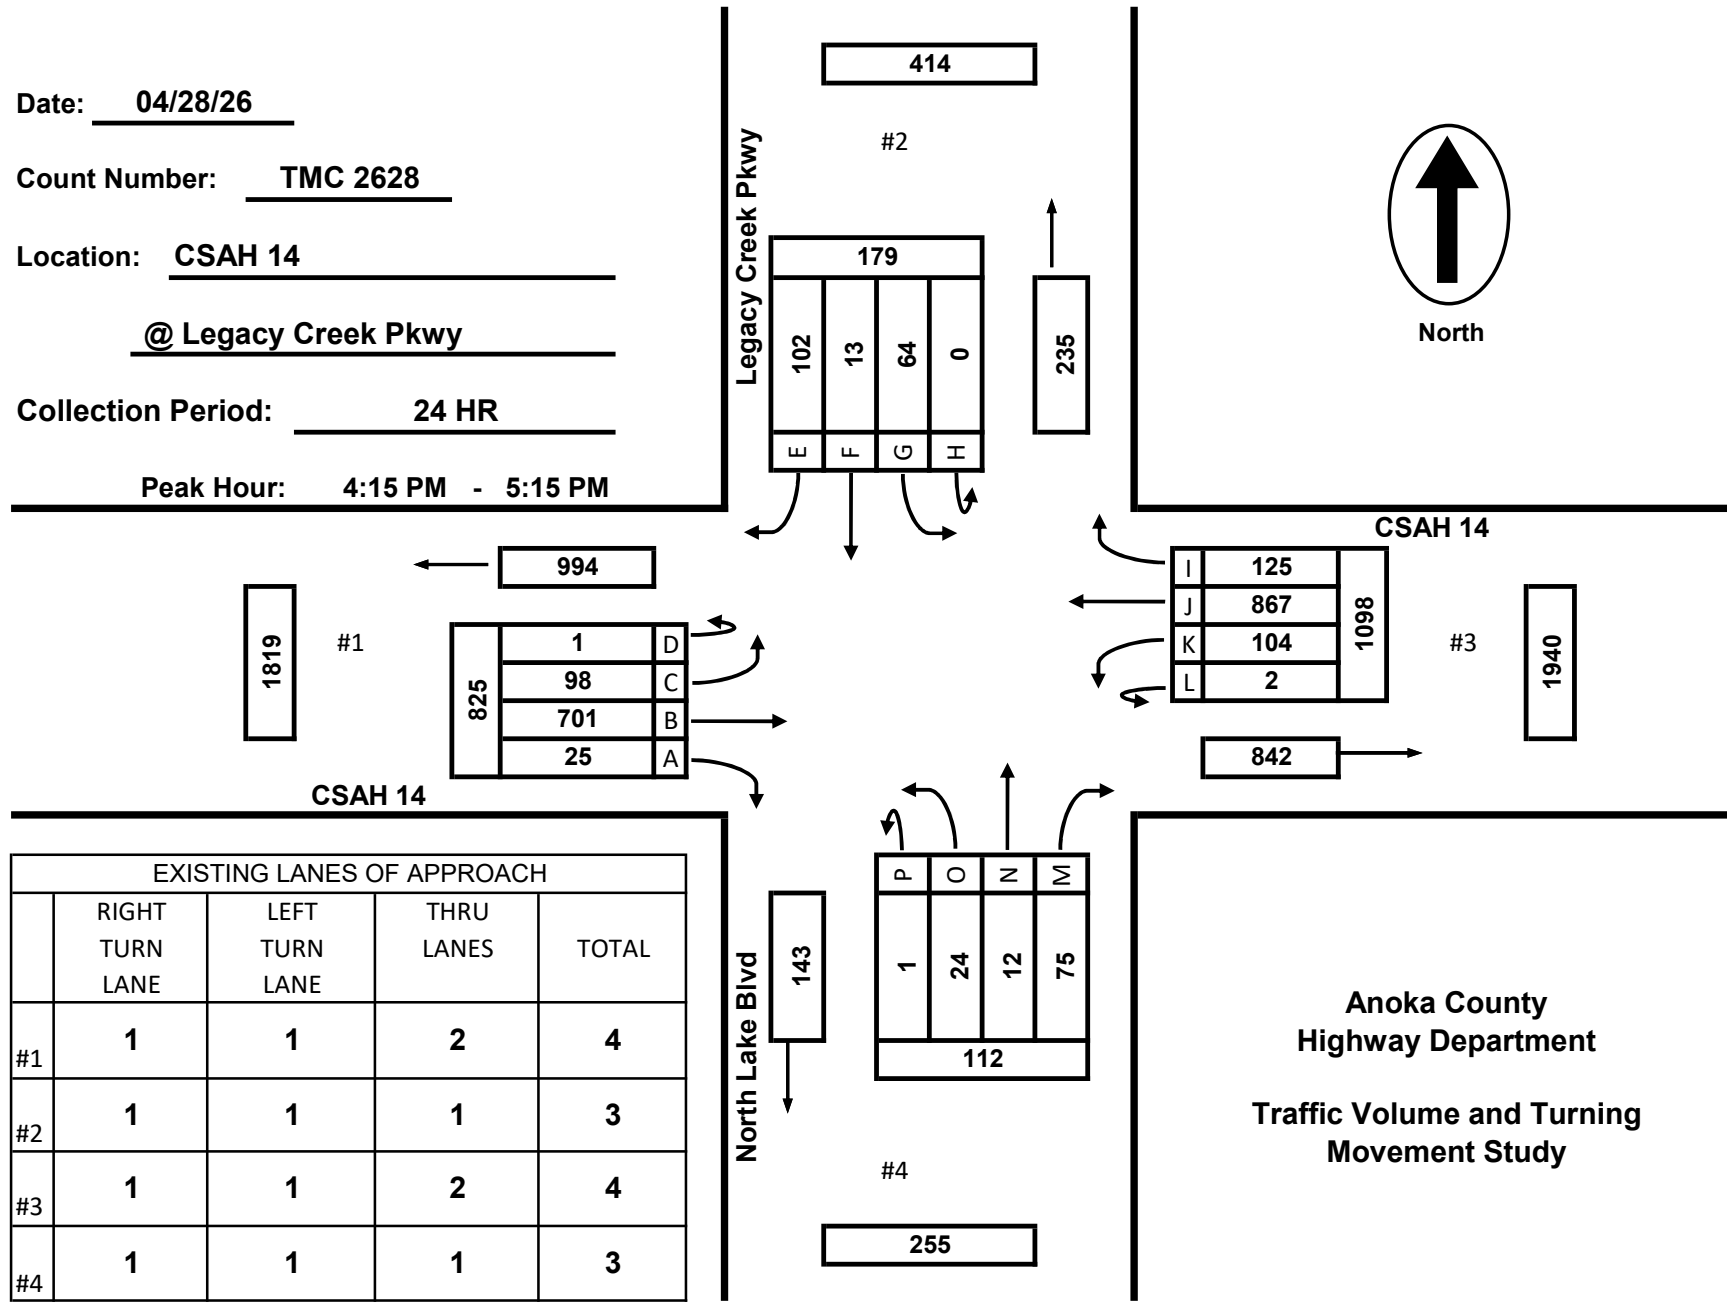 Date: 04/28/26
Count Number: TMC 2628
Location: CSAH 14
@ Legacy Creek Pkwy
Collection Period: 24 HR
Peak Hour: 4:15 PM - 5:15 PM
414
#2
Legacy Creek Pkwy
179
102 13 64 0
E F G H
235
North
CSAH 14
994
1819
#1
825
1 D
98 C
701 B
25 A
CSAH 14
I 125
J 867
K 104
L 2
1098
#3
1940
842
P O N M
1 24 12 75
112
143
North Lake Blvd
#4
255
EXISTING LANES OF APPROACH
RIGHT TURN LANE
LEFT TURN LANE
THRU LANES
TOTAL
#1 1 1 2 4
#2 1 1 1 3
#3 1 1 2 4
#4 1 1 1 3
Anoka County
Highway Department
Traffic Volume and Turning
Movement Study